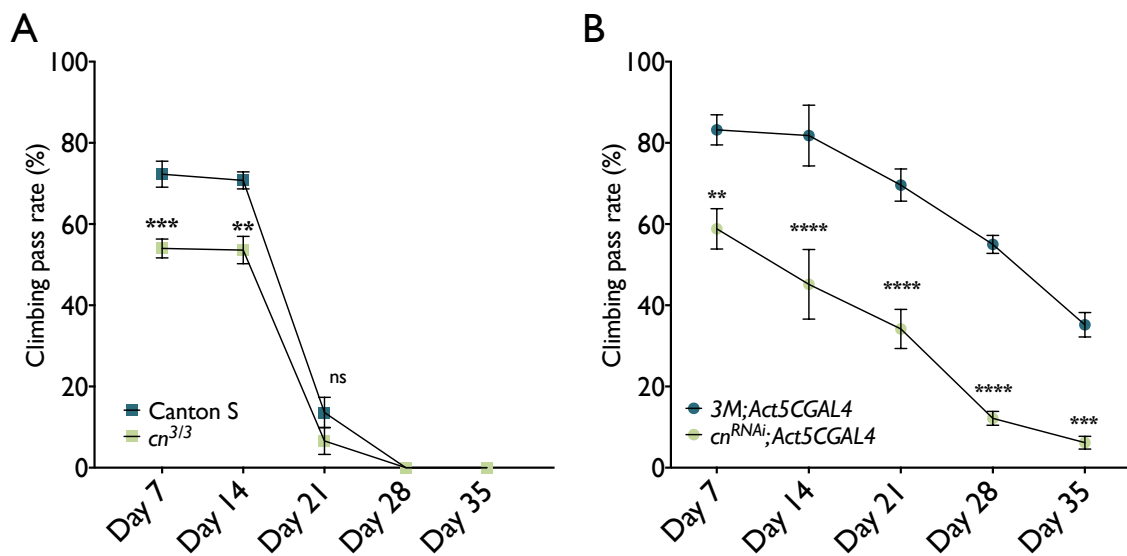 A
Climbing pass rate (%)
100
80
60
40
20
0
***
**
ns
Canton S
cn3/3
Day 7
Day 14
Day 21
Day 28
Day 35
B
Climbing pass rate (%)
100
80
60
40
20
0
**
****
****
****
***
3M;Act5CGAL4
cnRNAi;Act5CGAL4
Day 7
Day 14
Day 21
Day 28
Day 35